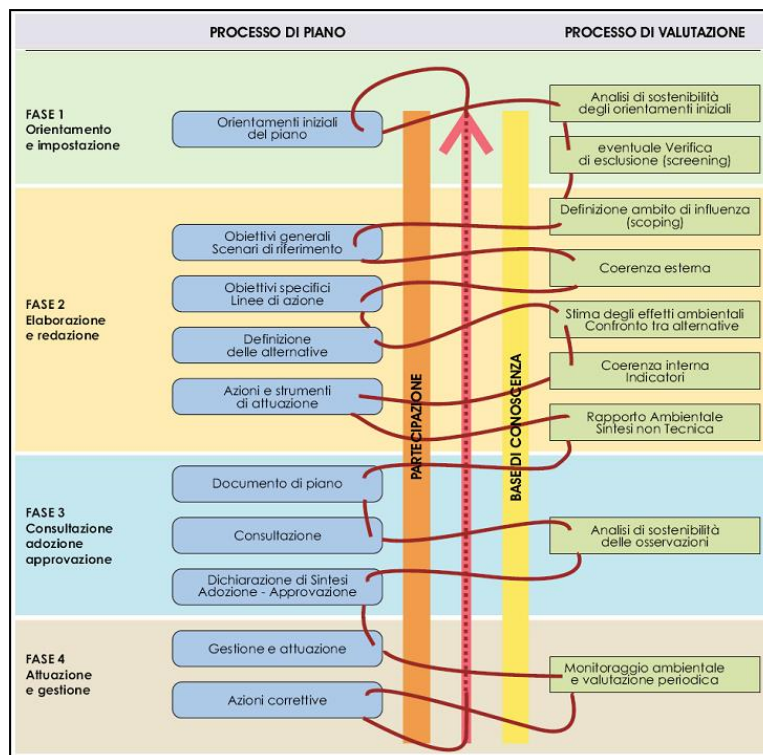 PROCESSO DI PIANO
PROCESSO DI VALUTAZIONE
FASE 1
Orientamento
e impostazione
Orientamenti iniziali
del piano
Analisi di sostenibilità
degli orientamenti iniziali
eventuale Verifica
di esclusione (screening)
FASE 2
Elaborazione
e redazione
Obiettivi generali
Scenari di riferimento
Obiettivi specifici
Linee di azione
Definizione
delle alternative
Azioni e strumenti
di attuazione
Definizione ambito di influenza
(scoping)
Coerenza esterna
Stima degli effetti ambientali
Confronto tra alternative
Coerenza interna
Indicatori
Rapporto Ambientale
Sintesi non Tecnica
PARTECIPAZIONE
BASE DI CONOSCENZA
FASE 3
Consultazione
adozione
approvazione
Documento di piano
Consultazione
Dichiarazione di Sintesi
Adozione - Approvazione
Analisi di sostenibilità
delle osservazioni
FASE 4
Attuazione
e gestione
Gestione e attuazione
Azioni correttive
Monitoraggio ambientale
e valutazione periodica